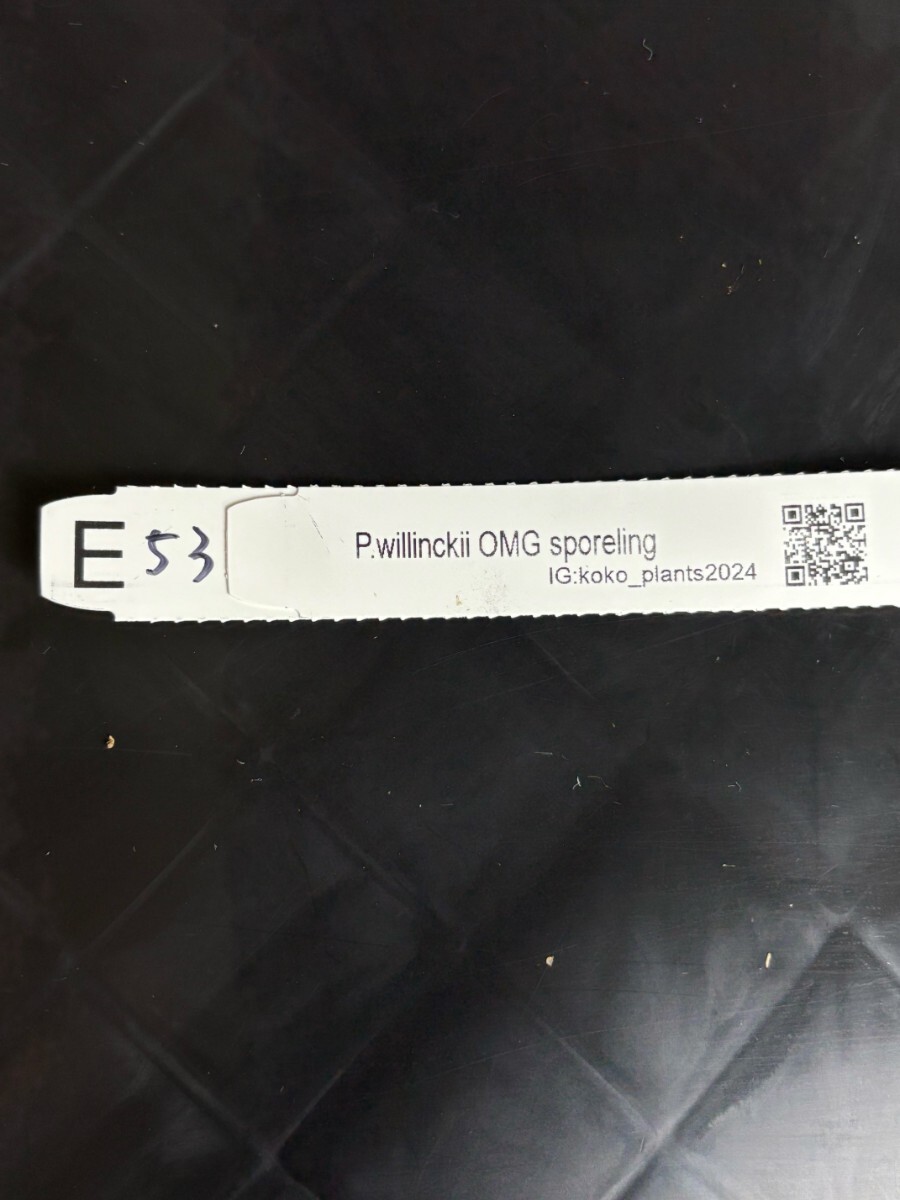 E 53
P.willinckii OMG sporeling
IG:koko_plants2024